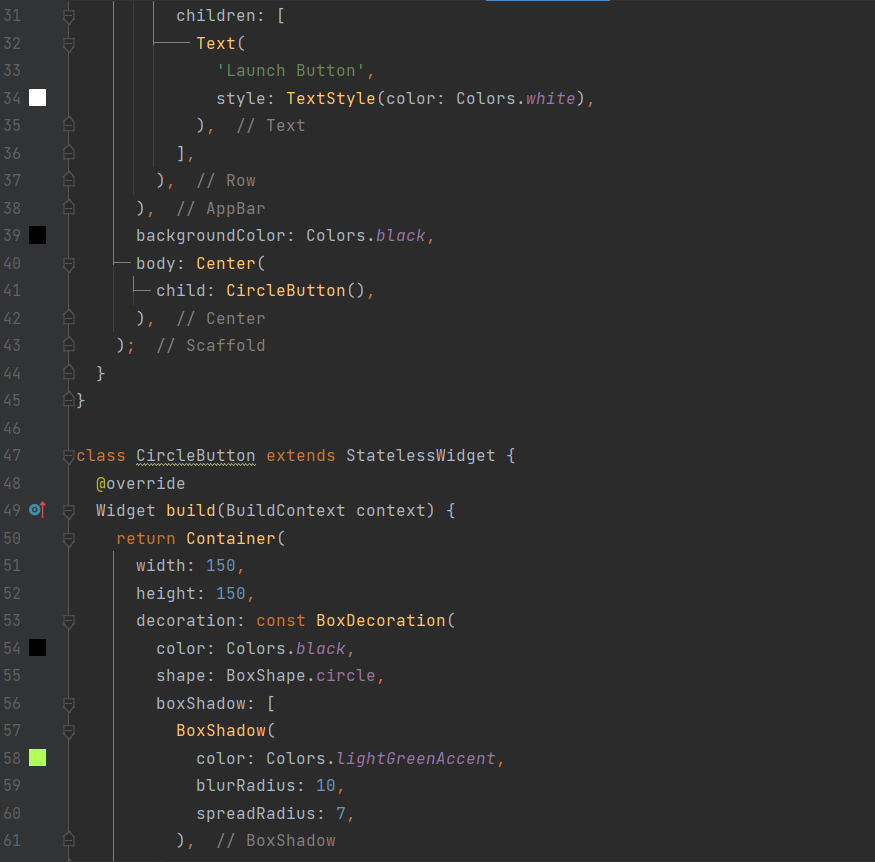 31 children: [
32 Text(
33 'Launch Button',
34 style: TextStyle(color: Colors.white),
35 ), // Text
36 ],
37 ), // Row
38 ), // AppBar
39 backgroundColor: Colors.black,
40 body: Center(
41 child: CircleButton(),
42 ), // Center
43 ); // Scaffold
44 }
45 }
46
47 class CircleButton extends StatelessWidget {
48 @override
49 Widget build(BuildContext context) {
50 return Container(
51 width: 150,
52 height: 150,
53 decoration: const BoxDecoration(
54 color: Colors.black,
55 shape: BoxShape.circle,
56 boxShadow: [
57 BoxShadow(
58 color: Colors.lightGreenAccent,
59 blurRadius: 10,
60 spreadRadius: 7,
61 ), // BoxShadow